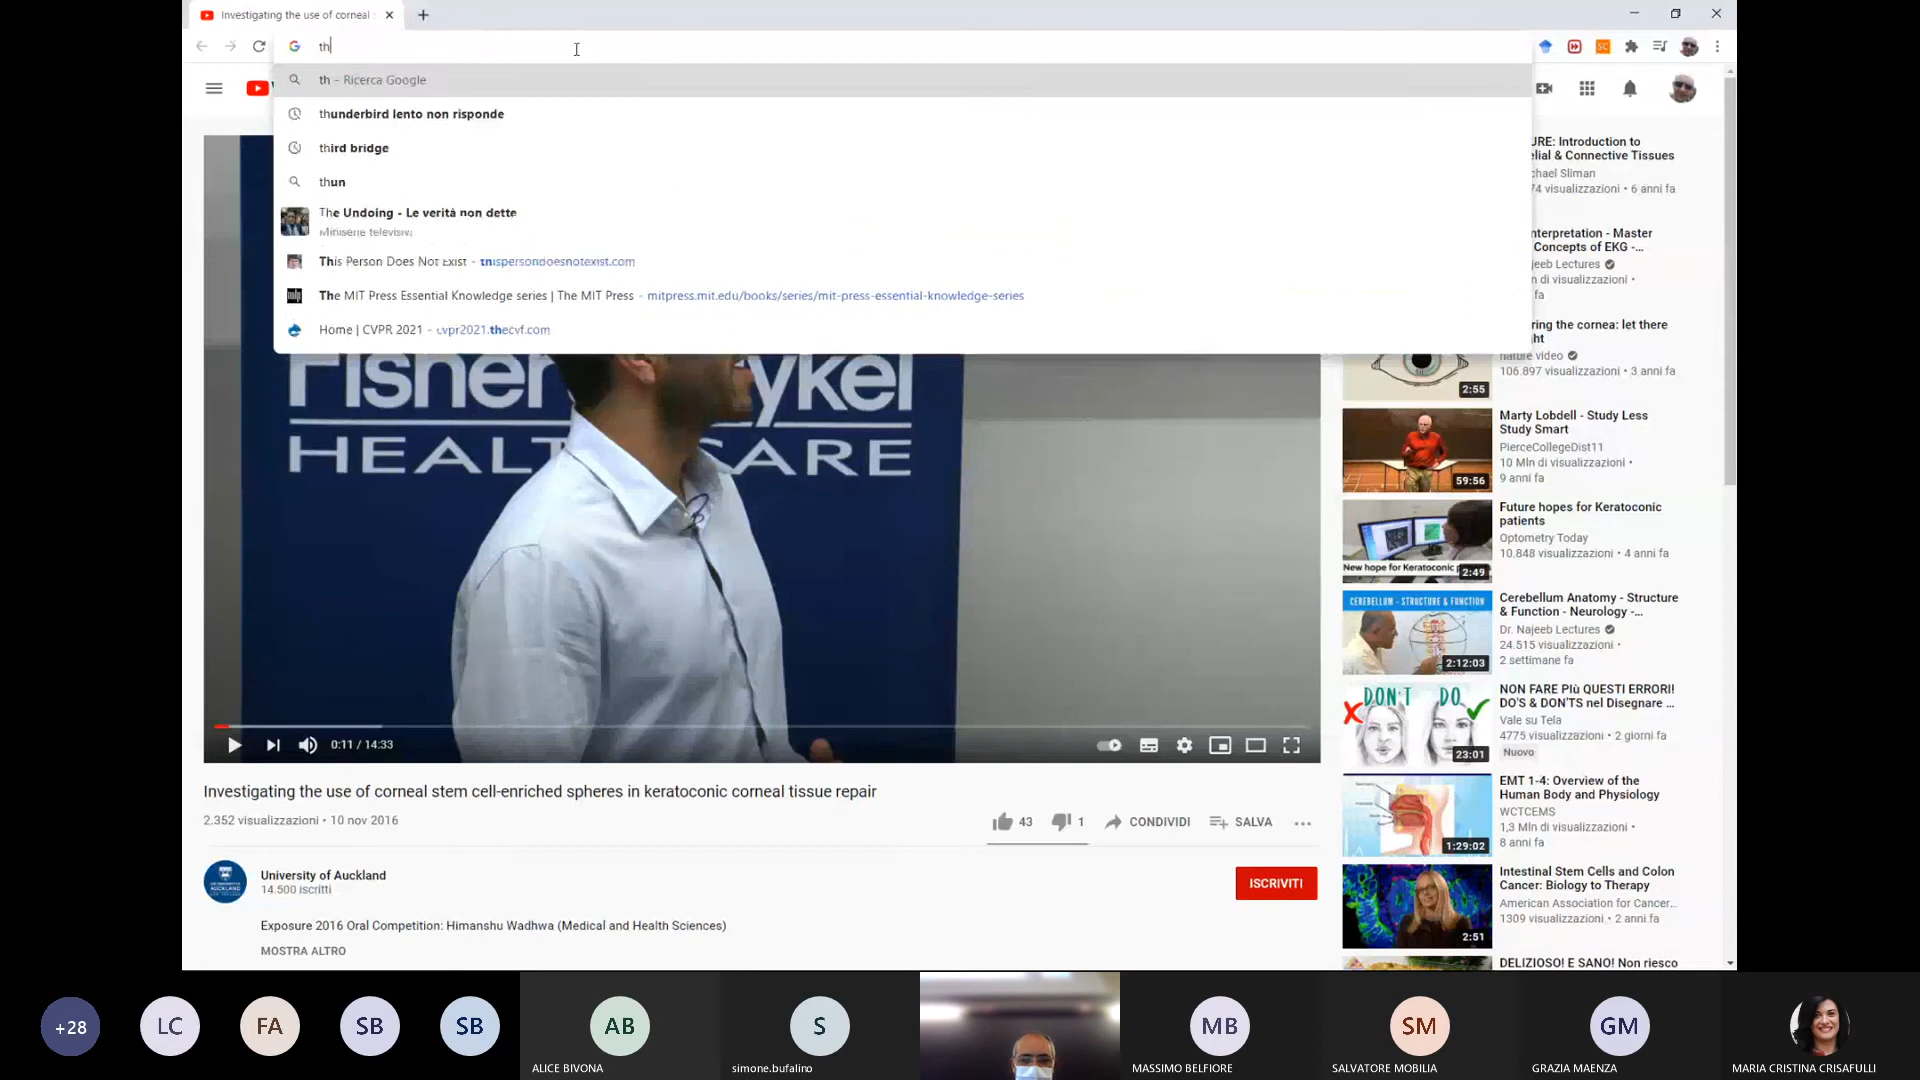 Investigating the use of corneal
th
th - Ricerca Google
thunderbird lento non risponde
third bridge
thun
The Undoing - Le verità non dette
Miniserie televisiva
This Person Does Not Exist - thispersondoesnotexist.com
The MIT Press Essential Knowledge series | The MIT Press - mitpress.mit.edu/books/series/mit-press-essential-knowledge-series
Home | CVPR 2021 - cvpr2021.thecvf.com
Fisher ykel
HEALT CARE
0:11 / 14:33
Investigating the use of corneal stem cell-enriched spheres in keratoconic corneal tissue repair
2.352 visualizzazioni • 10 nov 2016
43
1
CONDIVIDI
SALVA
University of Auckland
14.500 iscritti
ISCRIVITI
Exposure 2016 Oral Competition: Himanshu Wadhwa (Medical and Health Sciences)
MOSTRA ALTRO
URE: Introduction to
elial & Connective Tissues
chael Sliman
74 visualizzazioni • 6 anni fa
nterpretation - Master
Concepts of EKG -...
jeeb Lectures
n di visualizzazioni •
fa
ring the cornea: let there
ght
nature video
106.897 visualizzazioni • 3 anni fa
2:55
Marty Lobdell - Study Less
Study Smart
PierceCollegeDist11
10 Mln di visualizzazioni •
9 anni fa
59:56
Future hopes for Keratoconic
patients
Optometry Today
10.848 visualizzazioni • 4 anni fa
New hope for Keratoconic
2:49
CEREBELLUM - STRUCTURE & FUNCTION
Cerebellum Anatomy - Structure
& Function - Neurology -...
Dr. Najeeb Lectures
24.515 visualizzazioni •
2 settimane fa
2:12:03
DON'T DO
NON FARE PIù QUESTI ERRORI!
DO'S & DON'TS nel Disegnare ...
Vale su Tela
4775 visualizzazioni • 2 giorni fa
Nuovo
23:01
EMT 1-4: Overview of the
Human Body and Physiology
WCTCEMS
1,3 Mln di visualizzazioni •
8 anni fa
1:29:02
Intestinal Stem Cells and Colon
Cancer: Biology to Therapy
American Association for Cancer...
1309 visualizzazioni • 2 anni fa
2:51
DELIZIOSO! E SANO! Non riesco
+28
LC
FA
SB
SB
AB
ALICE BIVONA
S
simone.bufalino
MB
MASSIMO BELFIORE
SM
SALVATORE MOBILIA
GM
GRAZIA MAENZA
MARIA CRISTINA CRISAFULLI